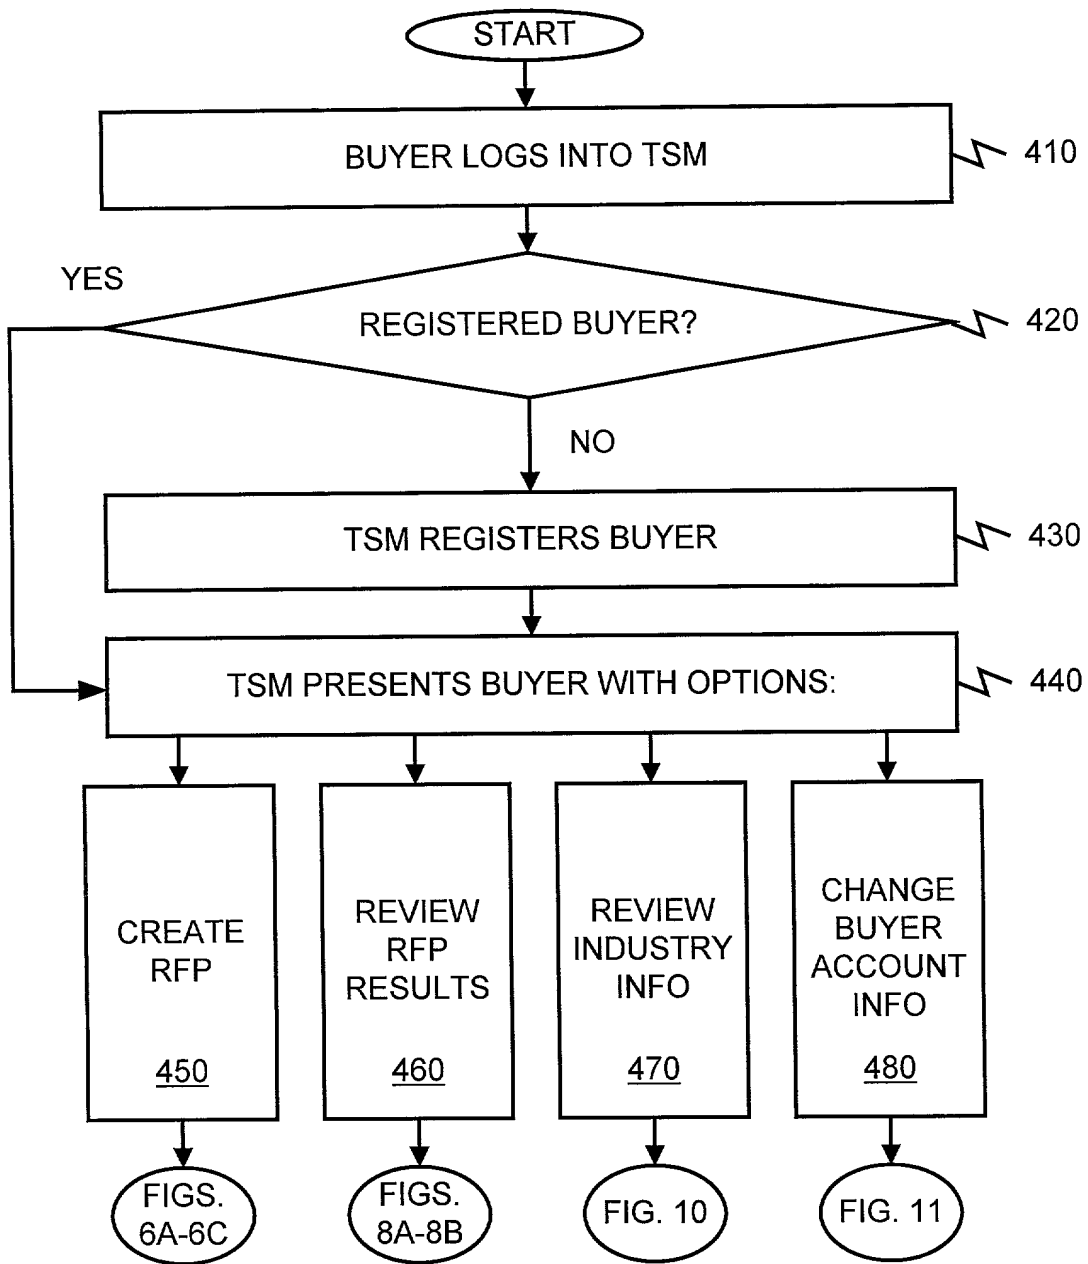 START
BUYER LOGS INTO TSM
410
YES
REGISTERED BUYER?
420
NO
TSM REGISTERS BUYER
430
TSM PRESENTS BUYER WITH OPTIONS:
440
CREATE
RFP
450
REVIEW
RFP
RESULTS
460
REVIEW
INDUSTRY
INFO
470
CHANGE
BUYER
ACCOUNT
INFO
480
FIGS.
6A-6C
FIGS.
8A-8B
FIG. 10
FIG. 11